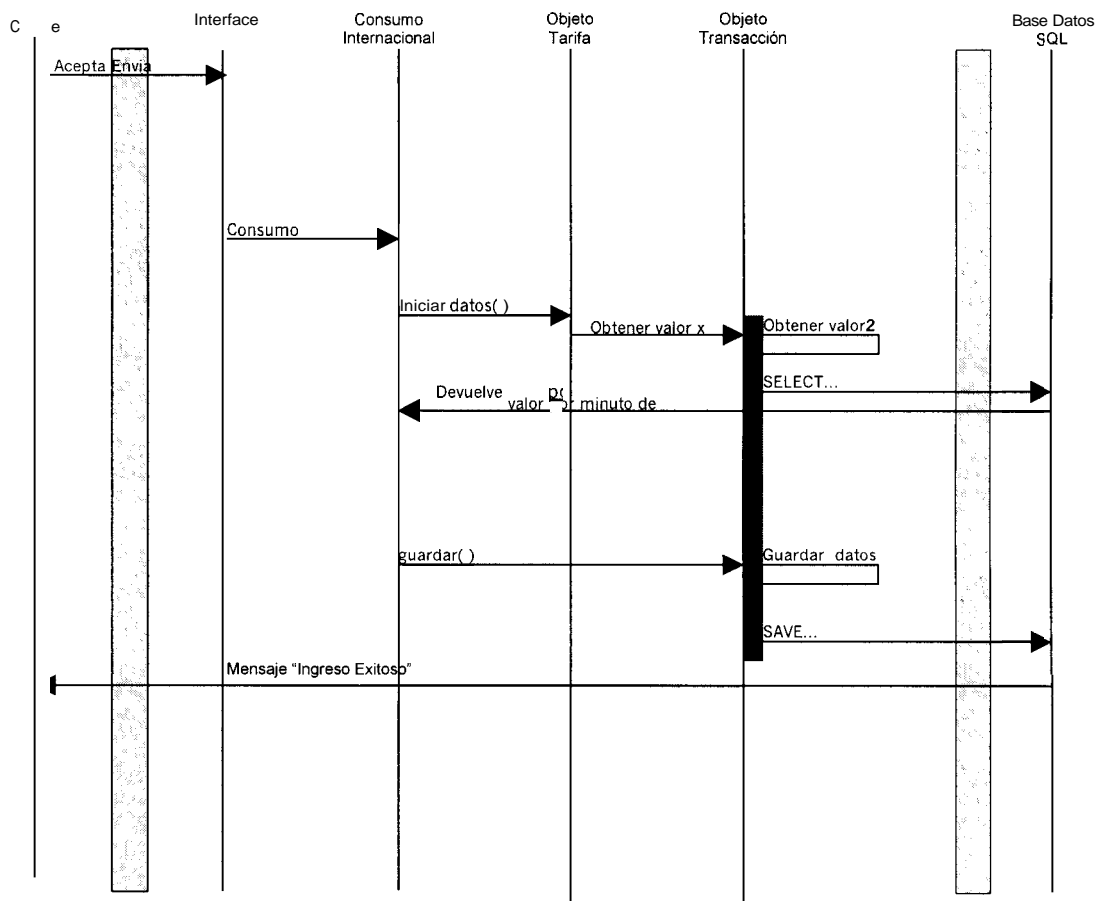 C e
Interface
Consumo
Internacional
Objeto
Tarifa
Objeto
Transacción
Base Datos
SQL
Acepta Envia
Consumo
Iniciar datos( )
Obtener valor x
Obtener valor2
SELECT...
Devuelve
valor por minuto de
guardar( )
Guardar datos
SAVE...
Mensaje “Ingreso Exitoso”